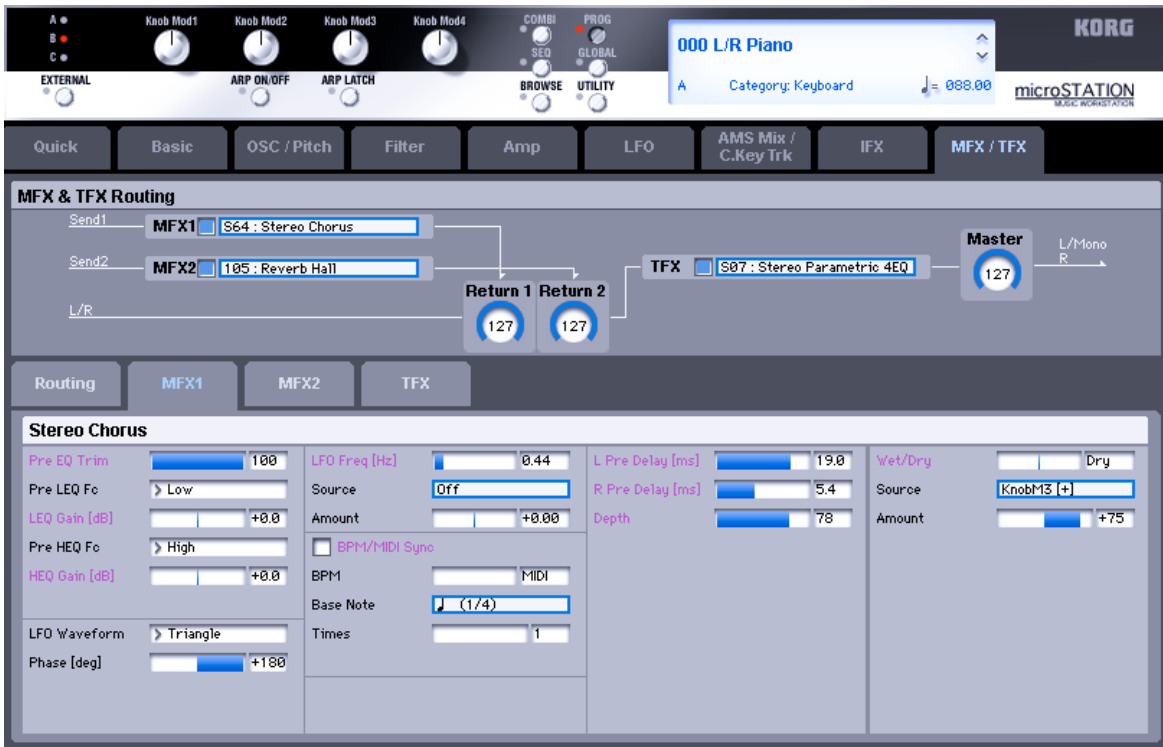 A
B
C
EXTERNAL
Knob Mod1 Knob Mod2 Knob Mod3 Knob Mod4
ARP ON/OFF ARP LATCH
COMBI PROG
SEQ GLOBAL
BROWSE UTILITY
000 L/R Piano
A Category: Keyboard ♩= 088.00
KORG
microSTATION
MUSIC WORKSTATION
Quick Basic OSC / Pitch Filter Amp LFO AMS Mix / C.Key Trk IFX MFX / TFX
MFX & TFX Routing
Send1 MFX1 S64 : Stereo Chorus
Send2 MFX2 105 : Reverb Hall
L/R
Return 1 Return 2
127 127
TFX S07 : Stereo Parametric 4EQ
Master
127
L/Mono
R
Routing MFX1 MFX2 TFX
Stereo Chorus
Pre EQ Trim 100
Pre LEQ Fc > Low
LEQ Gain [dB] +0.0
Pre HEQ Fc > High
HEQ Gain [dB] +0.0
LFO Waveform > Triangle
Phase [deg] +180
LFO Freq [Hz] 0.44
Source Off
Amount +0.00
BPM/MIDI Sync
BPM MIDI
Base Note ♩ (1/4)
Times 1
L Pre Delay [ms] 19.0
R Pre Delay [ms] 5.4
Depth 78
Wet/Dry Dry
Source KnobM3 [+]
Amount +75